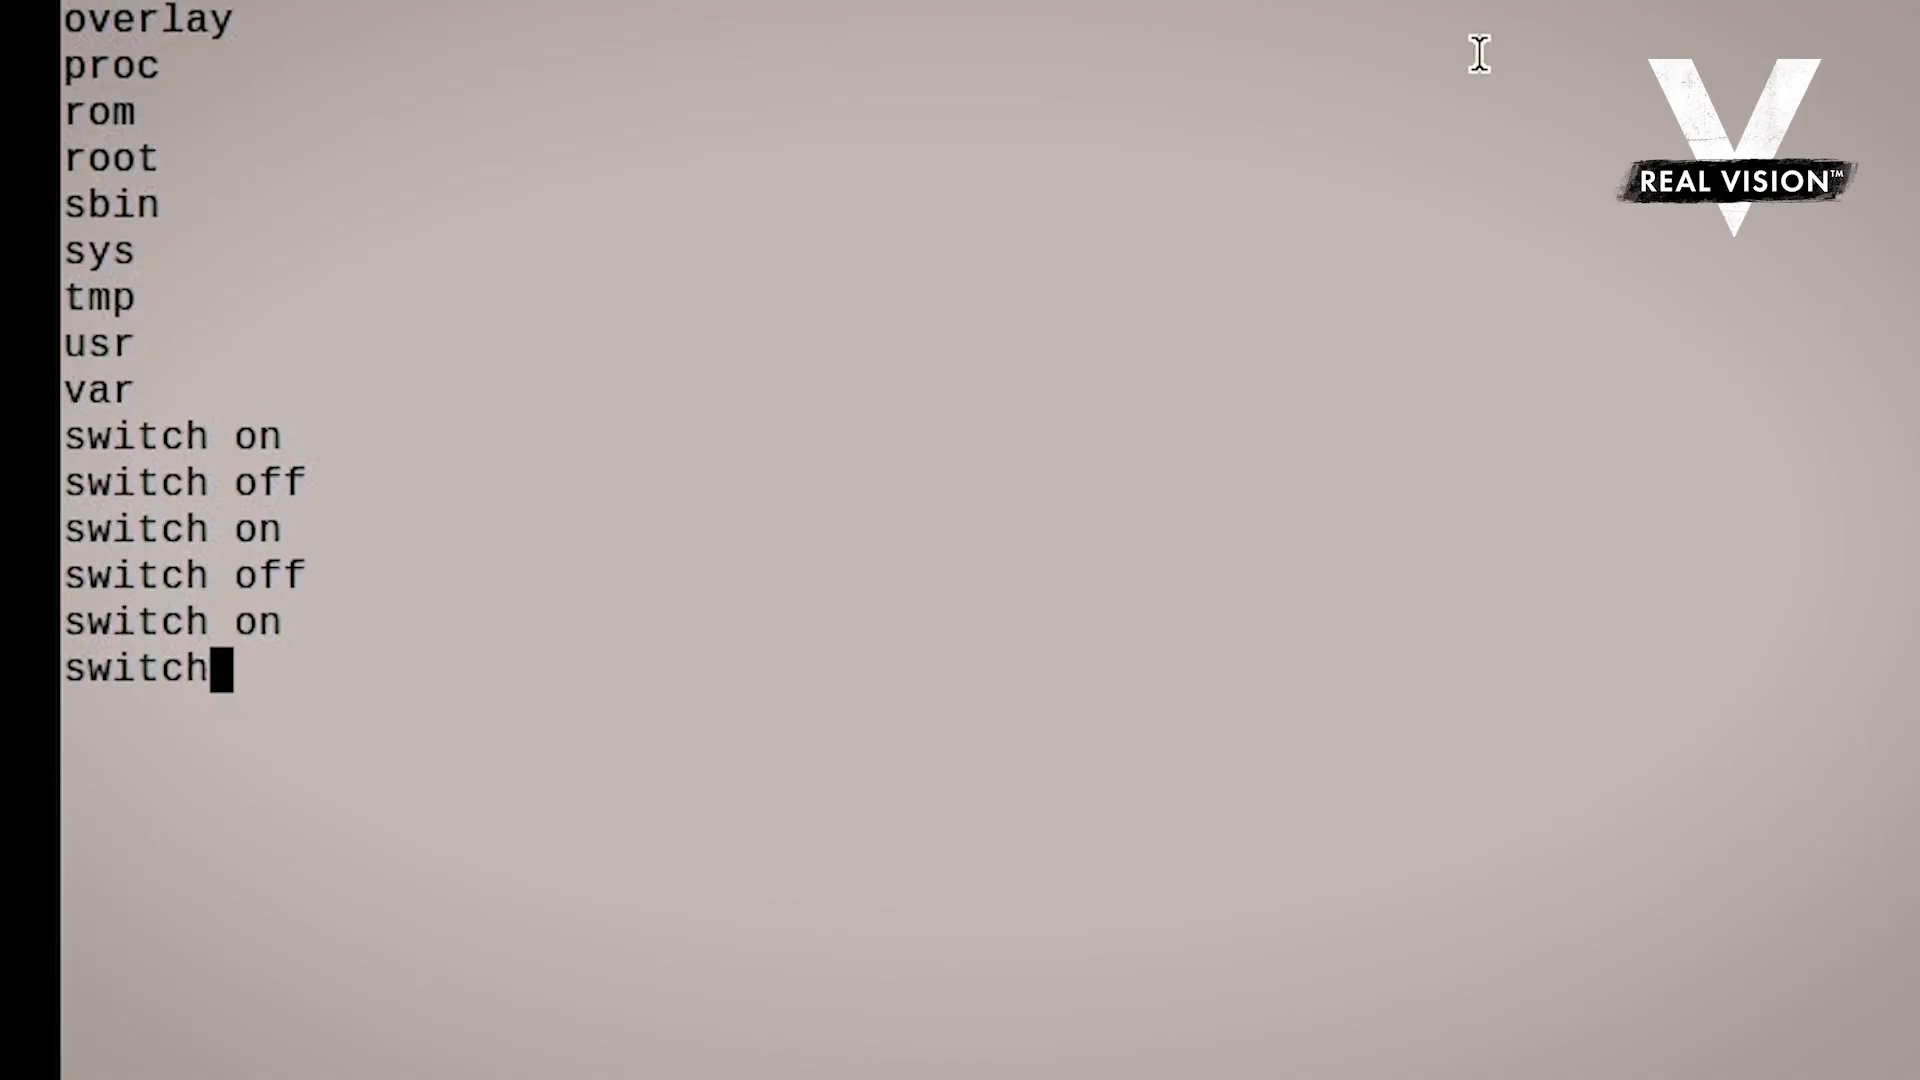 overlay
proc
rom
root
sbin
sys
tmp
usr
var
switch on
switch off
switch on
switch off
switch on
switch
REAL VISION™